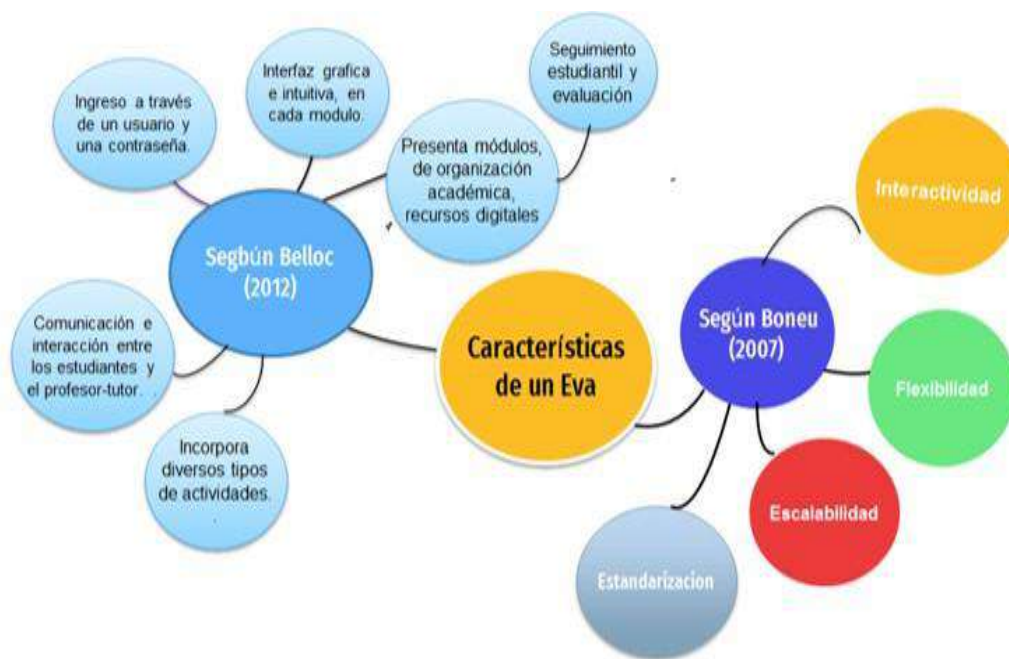 Ingreso a través
de un usuario y
una contraseña.
Interfaz grafica
e intuitiva, en
cada modulo.
Seguimiento
estudiantil y
evaluación
Presenta módulos,
de organización
académica,
recursos digitales
Segbún Belloc
(2012)
Comunicación e
interacción entre
los estudiantes y
el profesor-tutor. .
Incorpora
diversos tipos
de actividades.
.
Característicias
de un Eva
Según Boneu
(2007)
Interactividad
Flexibilidad
Escalabilidad
Estandarizacion